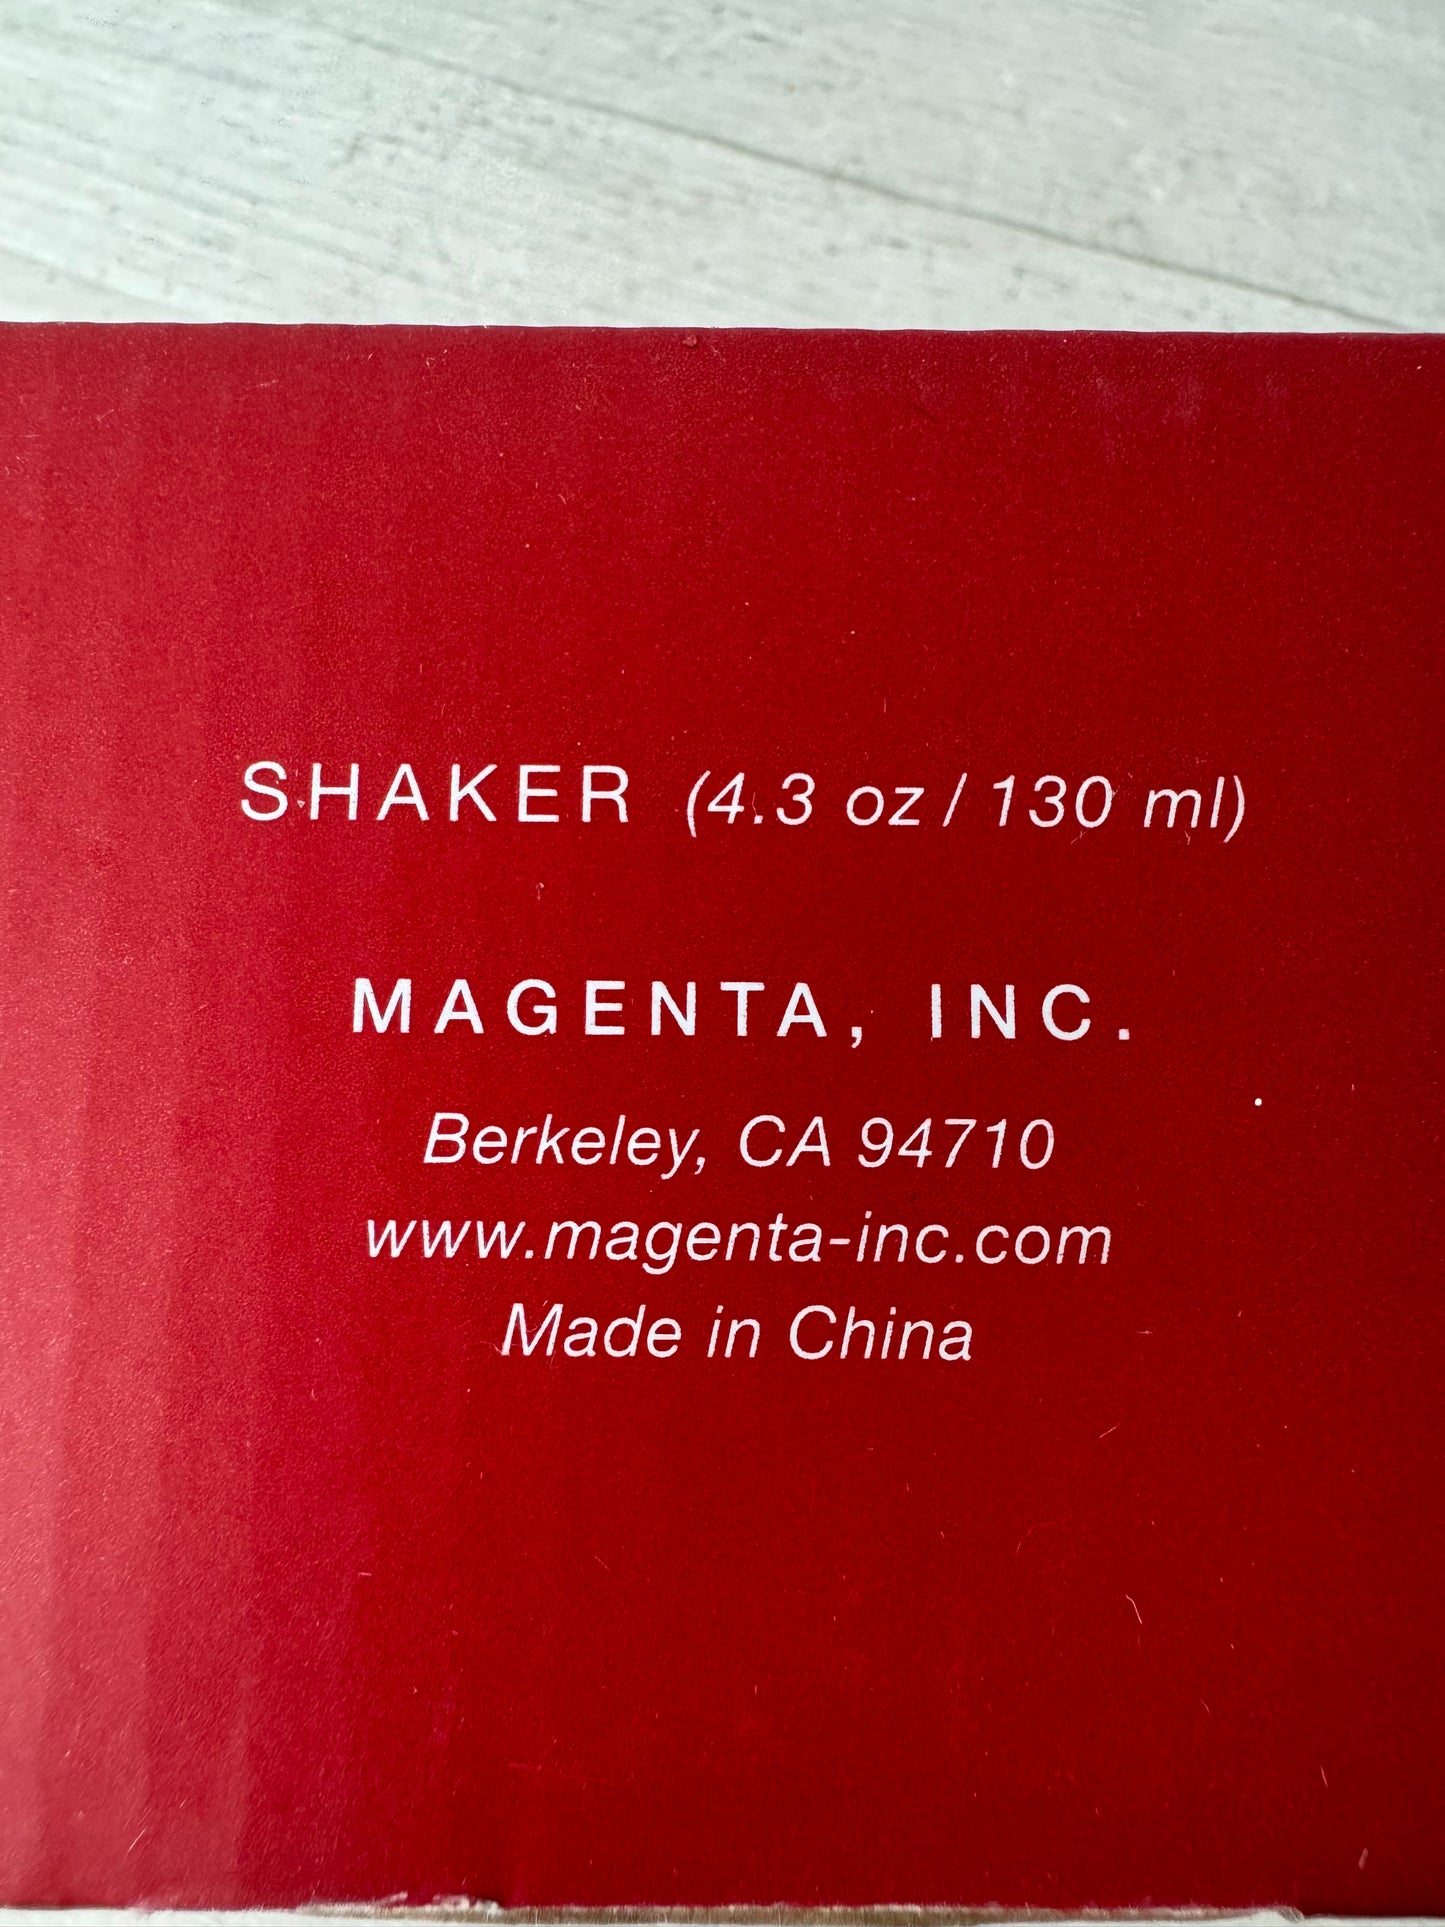 SHAKER (4.3 oz / 130 ml)
MAGENTA, INC.
Berkeley, CA 94710
www.magenta-inc.com
Made in China